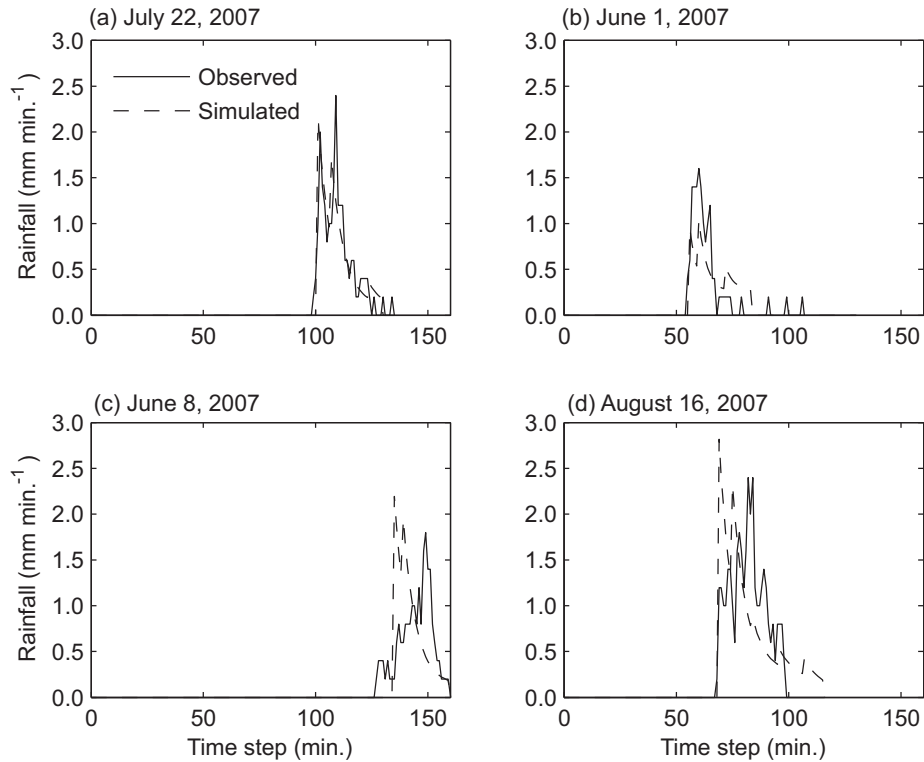 (a) July 22, 2007
(b) June 1, 2007
3.0
2.5
2.0
1.5
1.0
0.5
0.0
Rainfall (mm min.-1)
Observed
Simulated
0 50 100 150
3.0
2.5
2.0
1.5
1.0
0.5
0.0
0 50 100 150
(c) June 8, 2007
(d) August 16, 2007
3.0
2.5
2.0
1.5
1.0
0.5
0.0
Rainfall (mm min.-1)
0 50 100 150
Time step (min.)
3.0
2.5
2.0
1.5
1.0
0.5
0.0
0 50 100 150
Time step (min.)